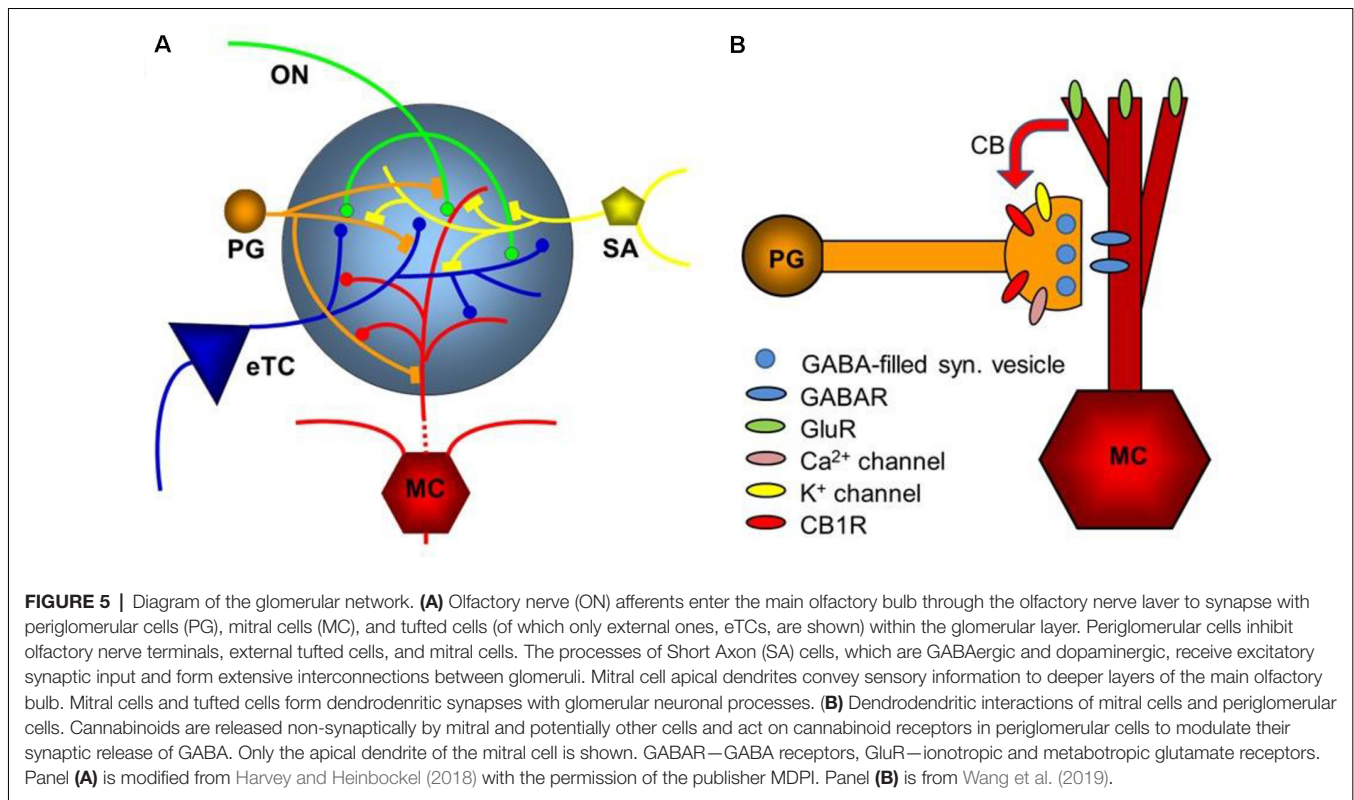 A
B
ON
CB
PG
SA
PG
eTC
GABA-filled syn. vesicle
GABAR
GluR
Ca2+ channel
K+ channel
CB1R
MC
MC
FIGURE 5 | Diagram of the glomerular network. (A) Olfactory nerve (ON) afferents enter the main olfactory bulb through the olfactory nerve laver to synapse with
periglomerular cells (PG), mitral cells (MC), and tufted cells (of which only external ones, eTCs, are shown) within the glomerular layer. Periglomerular cells inhibit
olfactory nerve terminals, external tufted cells, and mitral cells. The processes of Short Axon (SA) cells, which are GABAergic and dopaminergic, receive excitatory
synaptic input and form extensive interconnections between glomeruli. Mitral cell apical dendrites convey sensory information to deeper layers of the main olfactory
bulb. Mitral cells and tufted cells form dendrodenritic synapses with glomerular neuronal processes. (B) Dendrodendritic interactions of mitral cells and periglomerular
cells. Cannabinoids are released non-synaptically by mitral and potentially other cells and act on cannabinoid receptors in periglomerular cells to modulate their
synaptic release of GABA. Only the apical dendrite of the mitral cell is shown. GABAR—GABA receptors, GluR—ionotropic and metabotropic glutamate receptors.
Panel (A) is modified from Harvey and Heinbockel (2018) with the permission of the publisher MDPI. Panel (B) is from Wang et al. (2019).